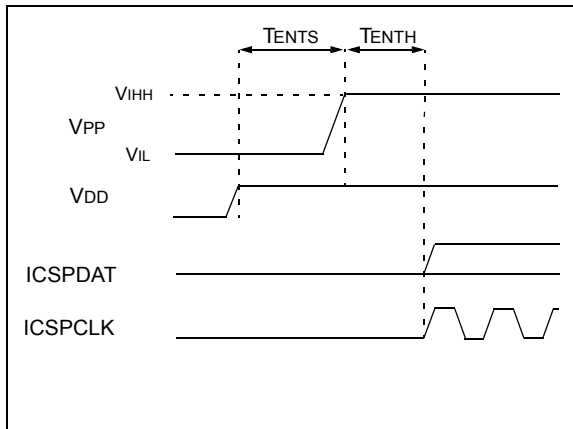 TENTS TENTH
VIHH
VPP
VIL
VDD
ICSPDAT
ICSPCLK